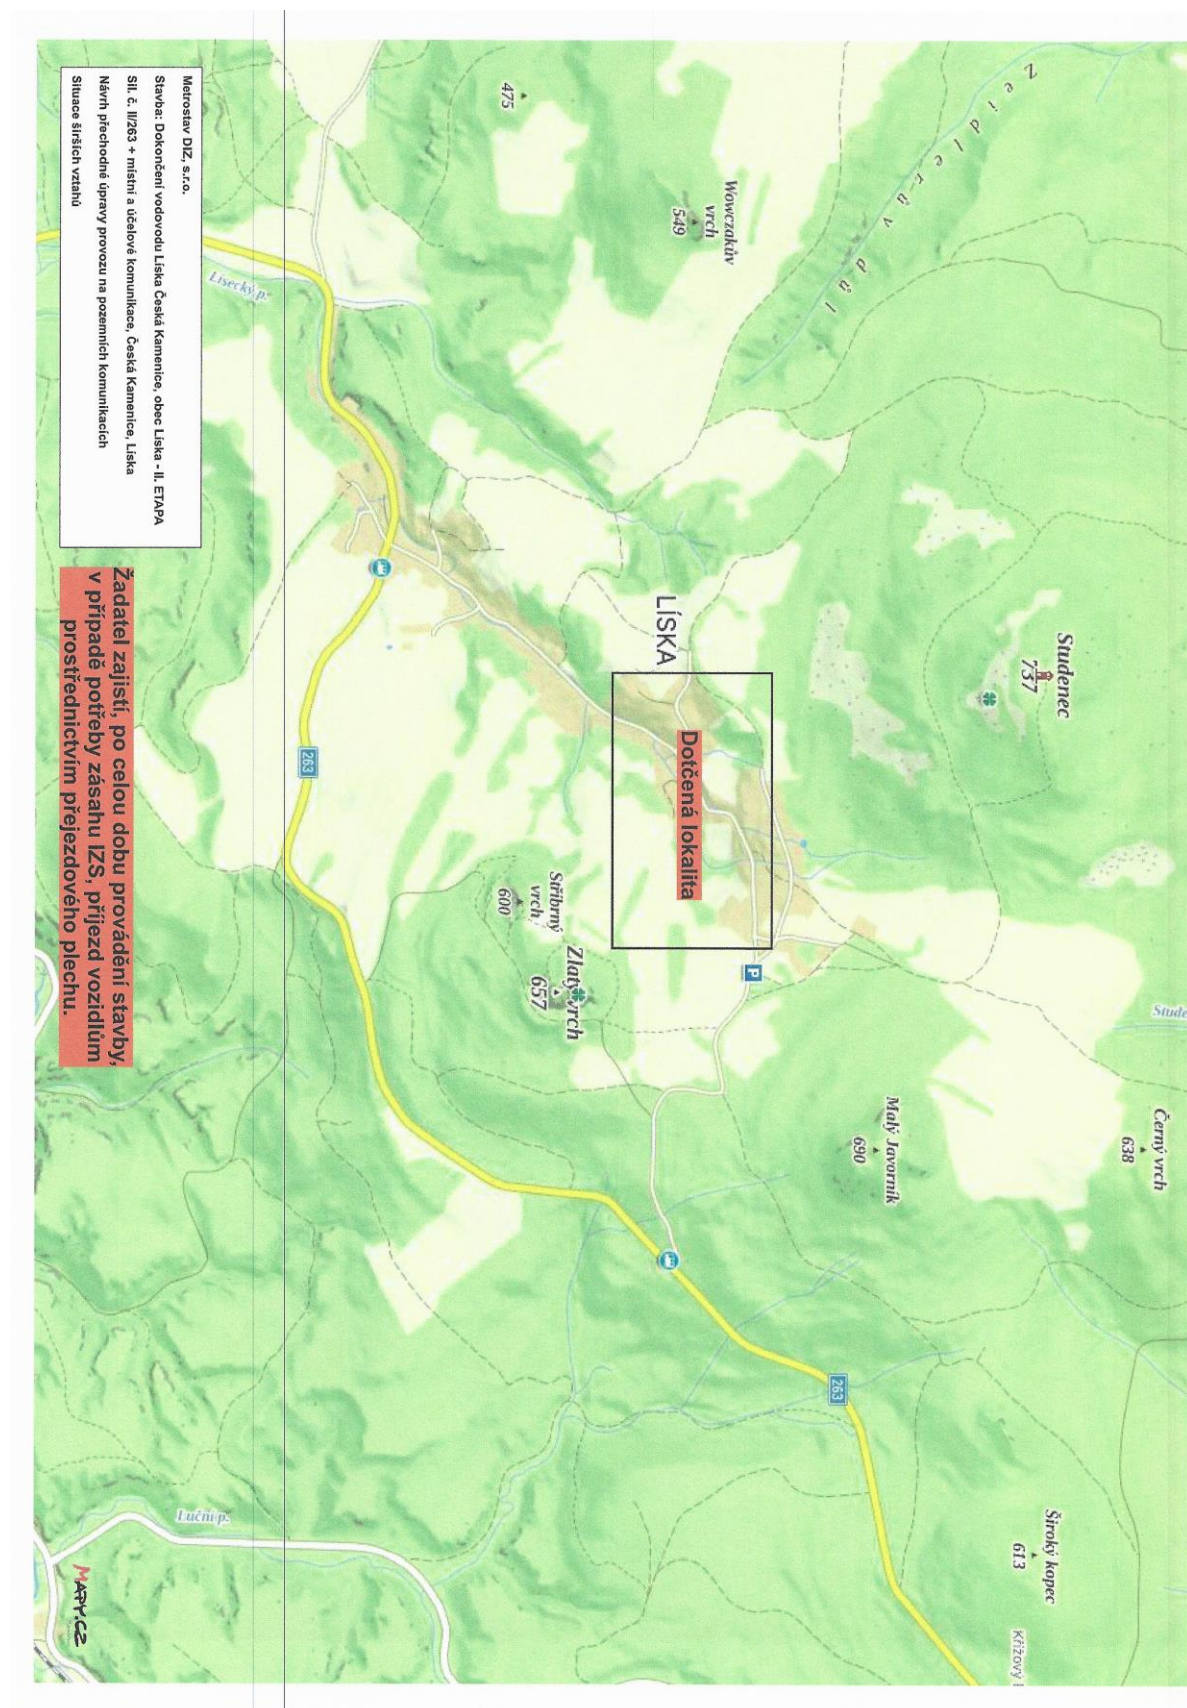 Metrostav DIZ, s.r.o.
Stavba: Dokončení vodovodu Líska Česká Kamenice, obec Líska - II. ETAPA
Sil. č. II/263 + místní a účelové komunikace, Česká Kamenice, Líska
Návrh přechodné úpravy provozu na pozemních komunikacích
Situace širších vztahů
Žadatel zajistí, po celou dobu provádění stavby,
v případě potřeby zásahu IZS, příjezd vozidlům
prostřednictvím přejezdového plechu.
Zeidlerův důl
475
Wowczakův
vrch
549
Studenec
737
Lísecký p.
LÍSKA
Dotčená lokalita
263
Stříbrný
vrch
600
Zlatý vrch
657
P
Stude
Černý vrch
638
Malý Javorník
690
263
Široký kopec
613
Křížový
Luční p.
MAPY.CZ